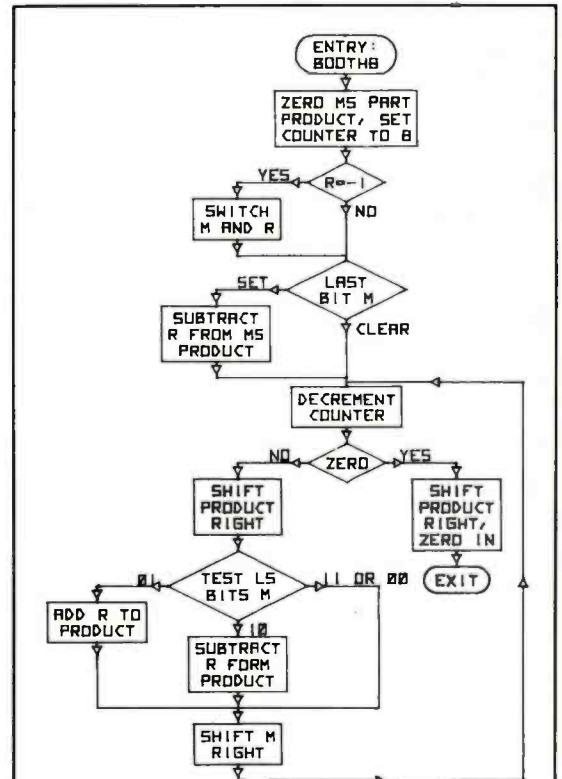 ENTRY:
BOOTH8
ZERO MS PART
PRODUCT, SET
COUNTER TO 8
YES
R=-1
SWITCH
M AND R
NO
SET
LAST
BIT M
SUBTRACT
R FROM MS
PRODUCT
CLEAR
DECREMENT
COUNTER
NO
ZERO
YES
SHIFT
PRODUCT
RIGHT
SHIFT
PRODUCT
RIGHT,
ZERO IN
EXIT
01
TEST LS
BITS M
11 OR 00
ADD R TO
PRODUCT
10
SUBTRACT
R FORM
PRODUCT
SHIFT M
RIGHT